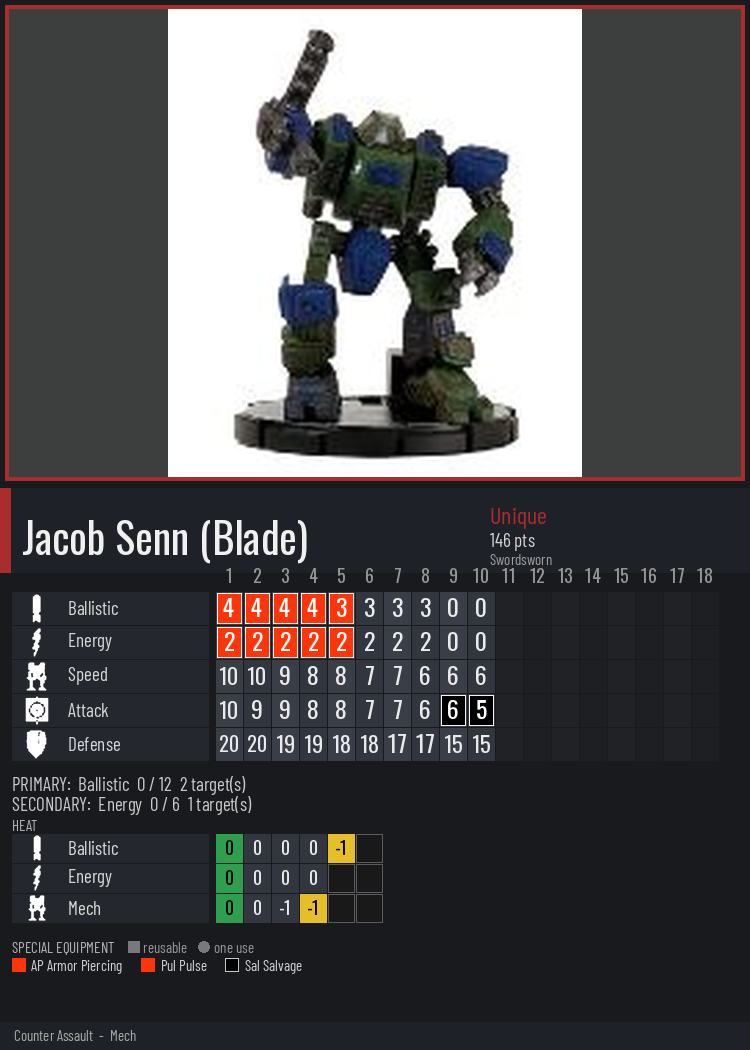 Jacob Senn (Blade)
Unique
146 pts
Swordsworn
1 2 3 4 5 6 7 8 9 10 11 12 13 14 15 16 17 18
Ballistic 4 4 4 4 3 3 3 3 0 0
Energy 2 2 2 2 2 2 2 2 0 0
Speed 10 10 9 8 8 7 7 6 6 6
Attack 10 9 9 8 8 7 7 6 6 5
Defense 20 20 19 19 18 18 17 17 15 15
PRIMARY: Ballistic 0 / 12 2 target(s)
SECONDARY: Energy 0 / 6 1 target(s)
HEAT
Ballistic 0 0 0 0 -1
Energy 0 0 0 0
Mech 0 0 -1 -1
SPECIAL EQUIPMENT reusable one use
AP Armor Piercing Pul Pulse Sal Salvage
Counter Assault - Mech